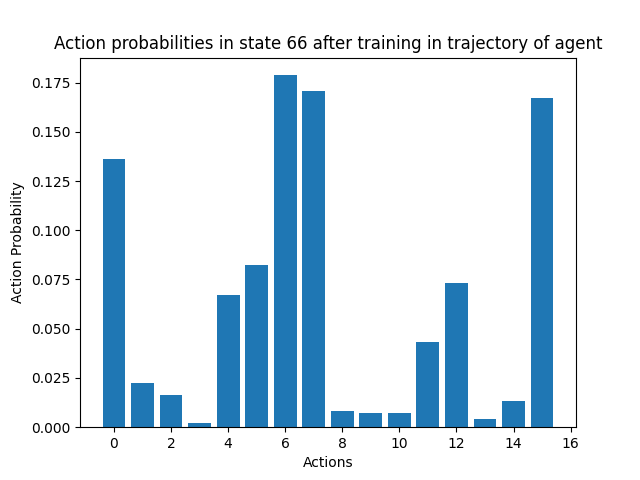 Action probabilities in state 66 after training in trajectory of agent
Action Probability
0.175
0.150
0.125
0.100
0.075
0.050
0.025
0.000
0 2 4 6 8 10 12 14 16
Actions